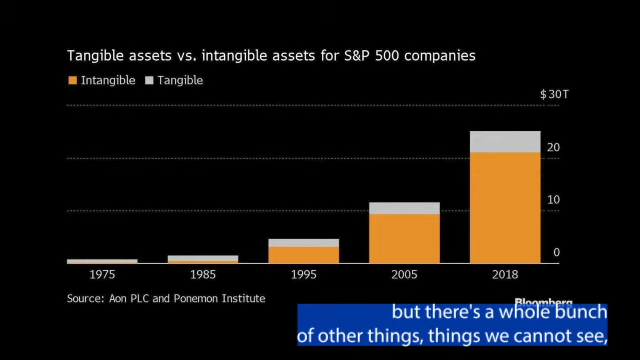 Tangible assets vs. intangible assets for S&P 500 companies
Intangible Tangible
$30T
20
10
0
1975 1985 1995 2005 2018
Source: Aon PLC and Ponemon Institute
Bloomberg
but there's a whole bunch
of other things, things we cannot see,